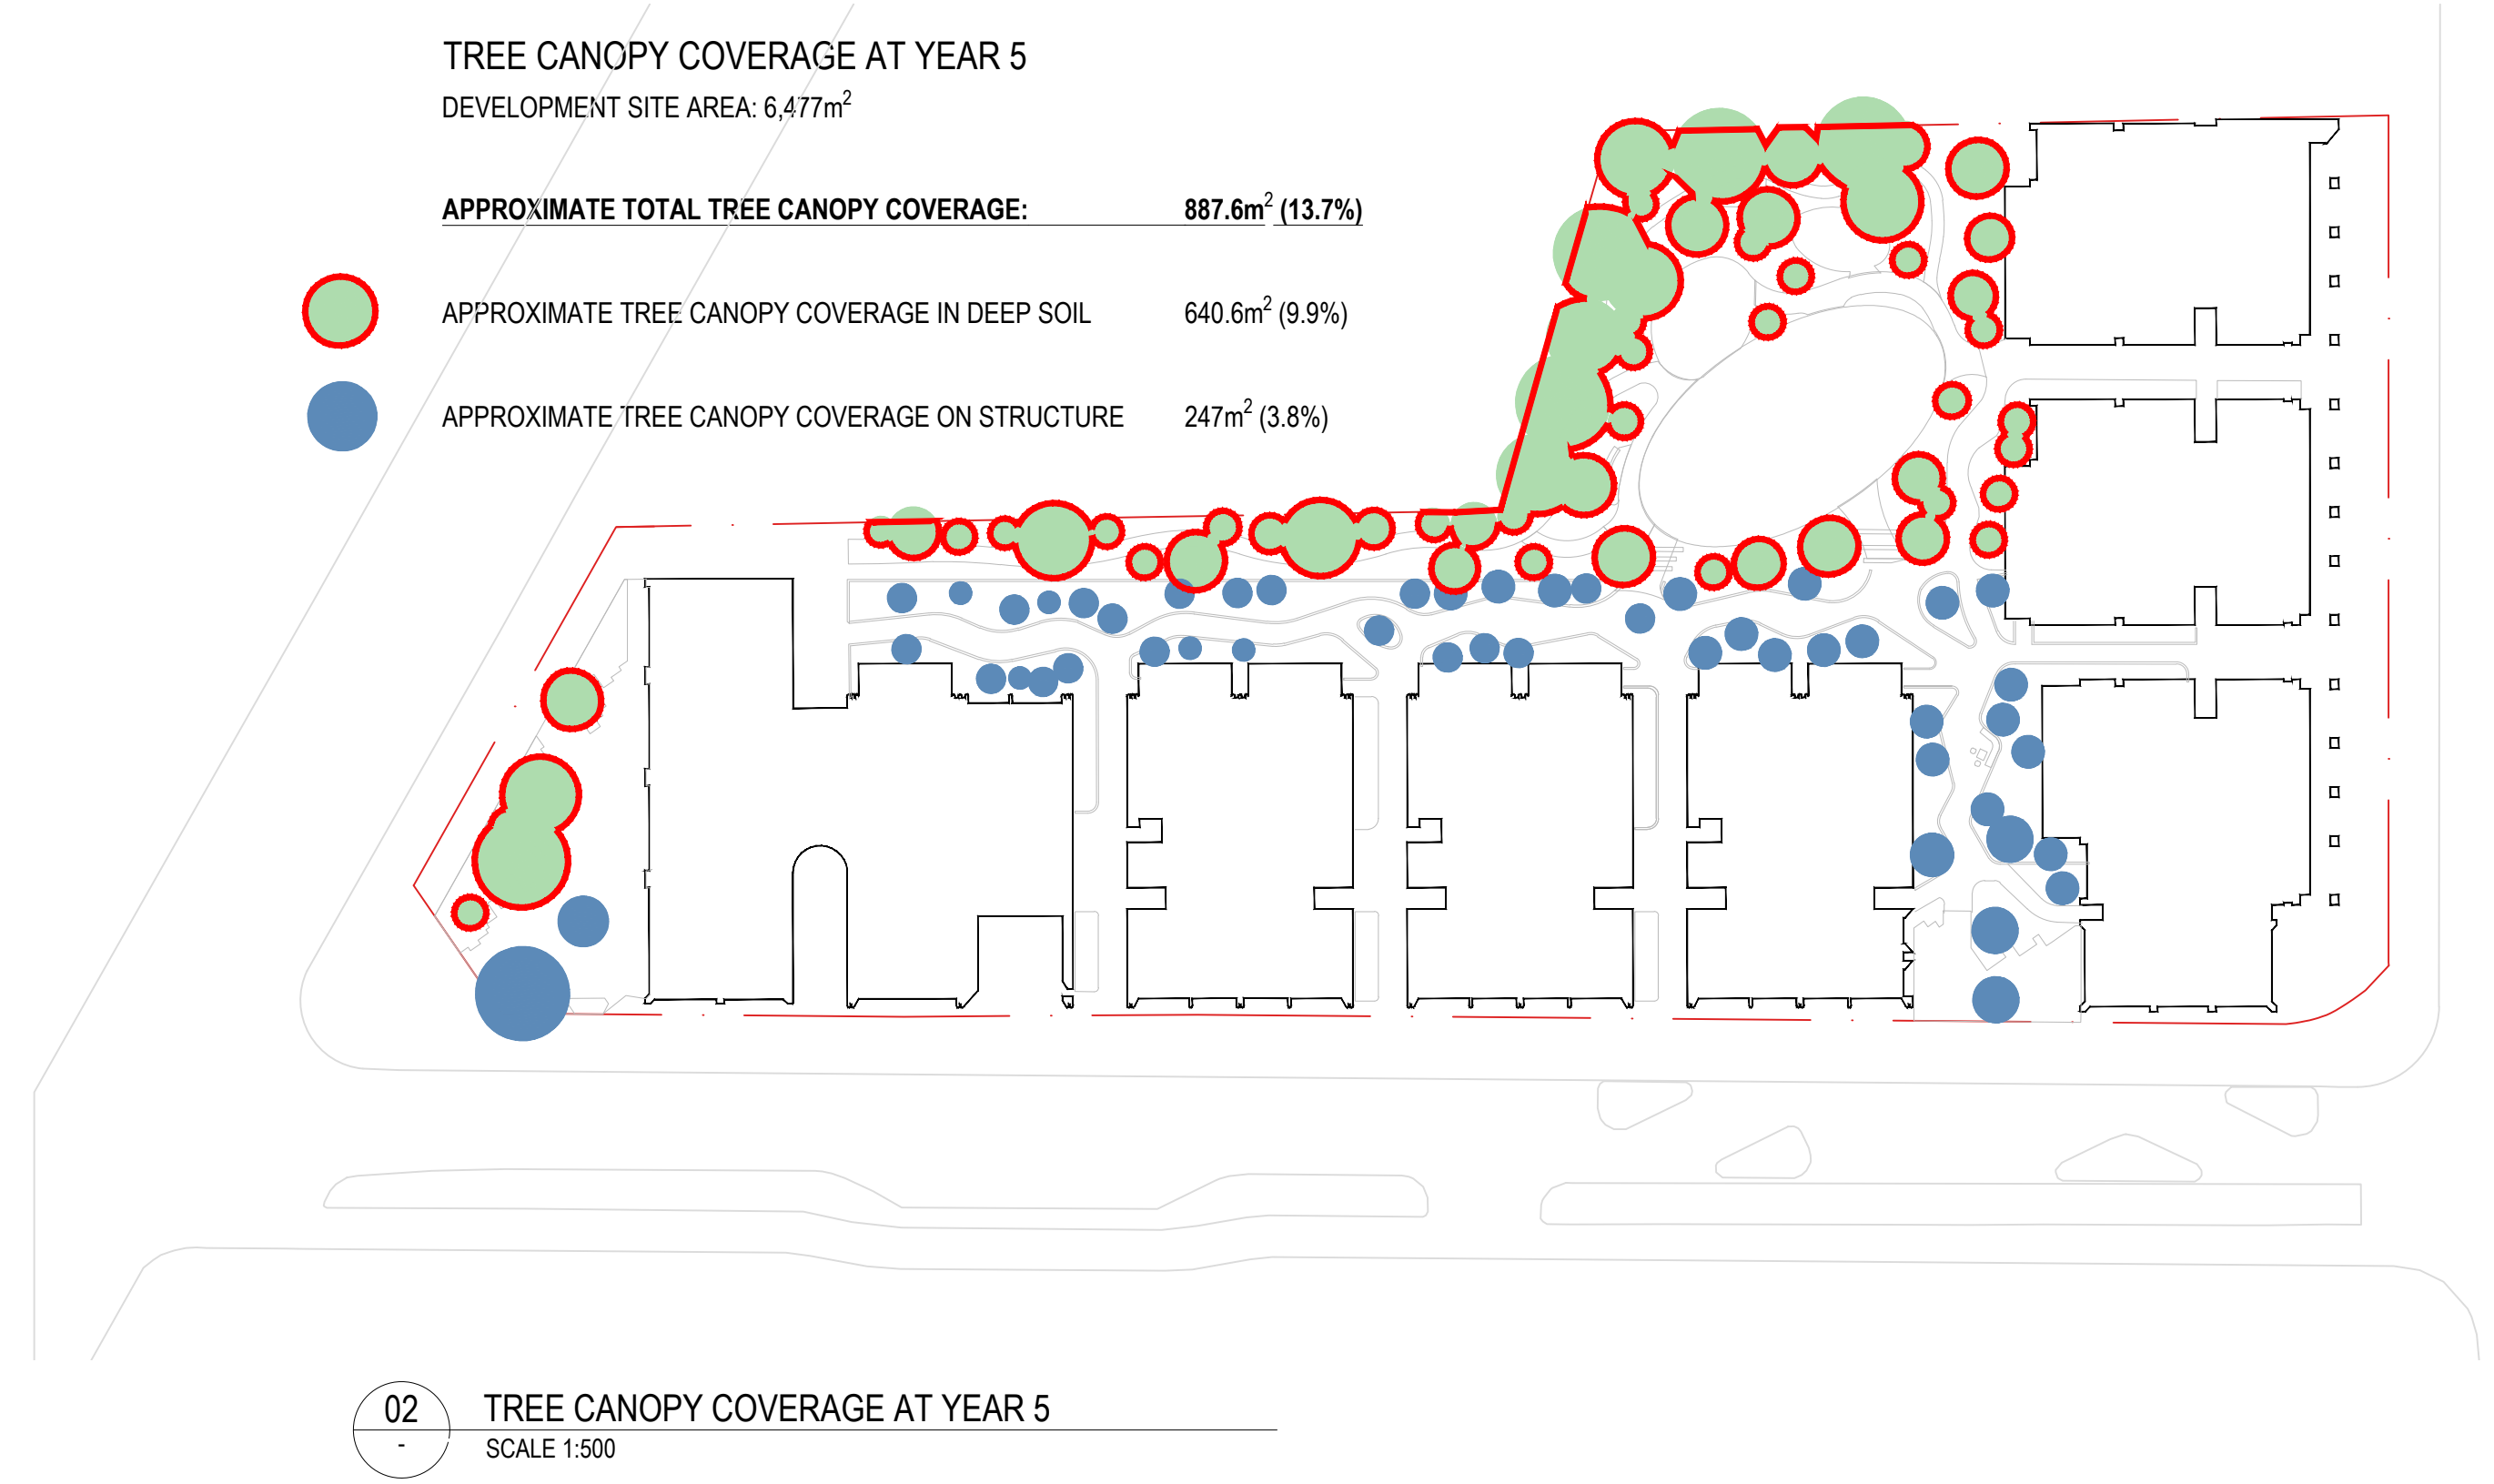 TREE CANOPY COVERAGE AT YEAR 5
DEVELOPMENT SITE AREA: 6,477m²
APPROXIMATE TOTAL TREE CANOPY COVERAGE: 887.6m² (13.7%)
APPROXIMATE TREE CANOPY COVERAGE IN DEEP SOIL 640.6m² (9.9%)
APPROXIMATE TREE CANOPY COVERAGE ON STRUCTURE 247m² (3.8%)
02 TREE CANOPY COVERAGE AT YEAR 5
- SCALE 1:500